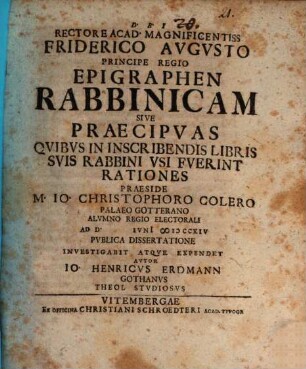 D E I
RECTORE ACAD. MAGNIFICENTISS
FRIDERICO AVGVSTO
PRINCIPE REGIO
EPIGRAPHEN
RABBINICAM
SIVE
PRAECIPVAS
QVIBVS IN INSCRIBENDIS LIBRIS
SVIS RABBINI VSI FVERINT
RATIONES
PRAESIDE
M. IO. CHRISTOPHORO COLERO
PALAEO GOTTERANO
ALVMNO REGIO ELECTORALI
AD D. IVNI ↀⅠↃCCXIV
PVBLICA DISSERTATIONE
INVESTIGABIT ATQVE EXPENDET
AVTOR
IO. HENRICVS ERDMANN
GOTHANVS
THEOL. STVDIOSVS
VITEMBERGAE
EX OFFICINA CHRISTIANI SCHROEDTERI ACAD. TYPOGR